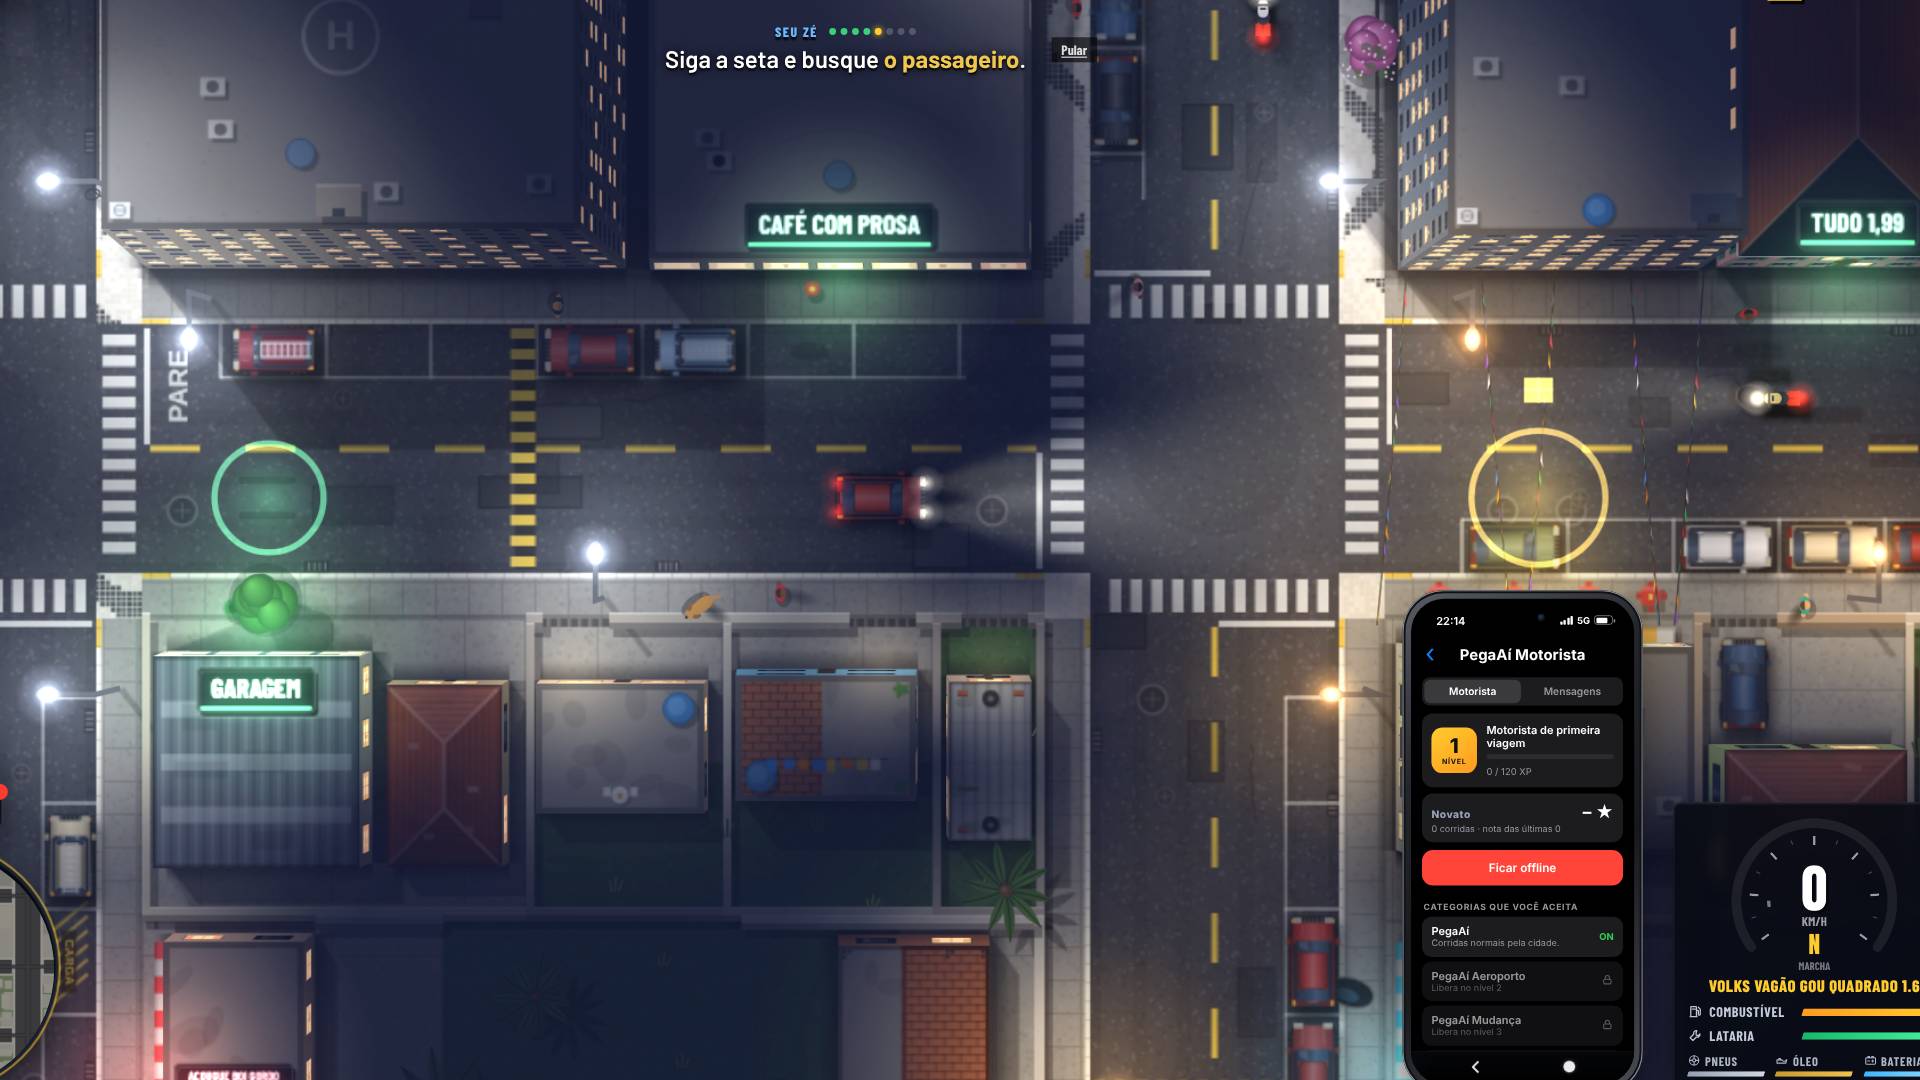 SEU ZÉ
Siga a seta e busque o passageiro.
Pular
H
CAFÉ COM PROSA
TUDO 1,99
PARE
GARAGEM
CARGA
22:14
5G
PegaAí Motorista
Motorista
Mensagens
1
NÍVEL
Motorista de primeira
viagem
0 / 120 XP
Novato
0 corridas · nota das últimas 0
– ★
Ficar offline
CATEGORIAS QUE VOCÊ ACEITA
PegaAí
Corridas normais pela cidade.
ON
PegaAí Aeroporto
Libera no nível 2
PegaAí Mudança
Libera no nível 3
0
KM/H
N
MARCHA
VOLKS VAGÃO GOU QUADRADO 1.6
COMBUSTÍVEL
LATARIA
PNEUS
ÓLEO
BATERIA